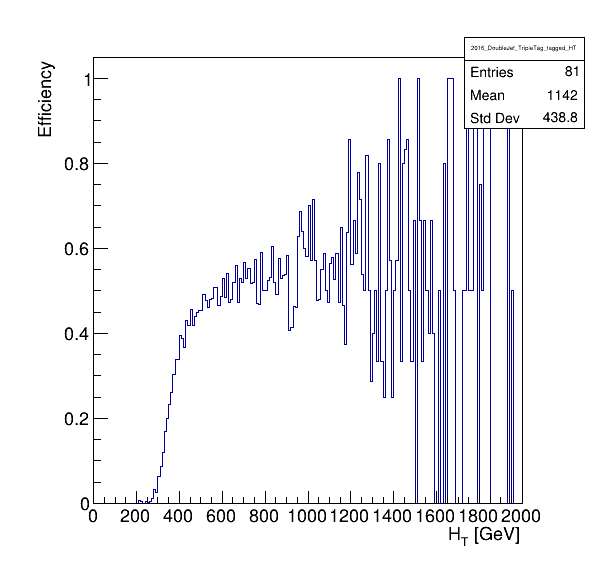 2016_DoubleJet_TripleTag_tagged_HT
Entries 81
Mean 1142
Std Dev 438.8
Efficiency
1
0.8
0.6
0.4
0.2
0
0 200 400 600 800 1000 1200 1400 1600 1800 2000
H_T [GeV]